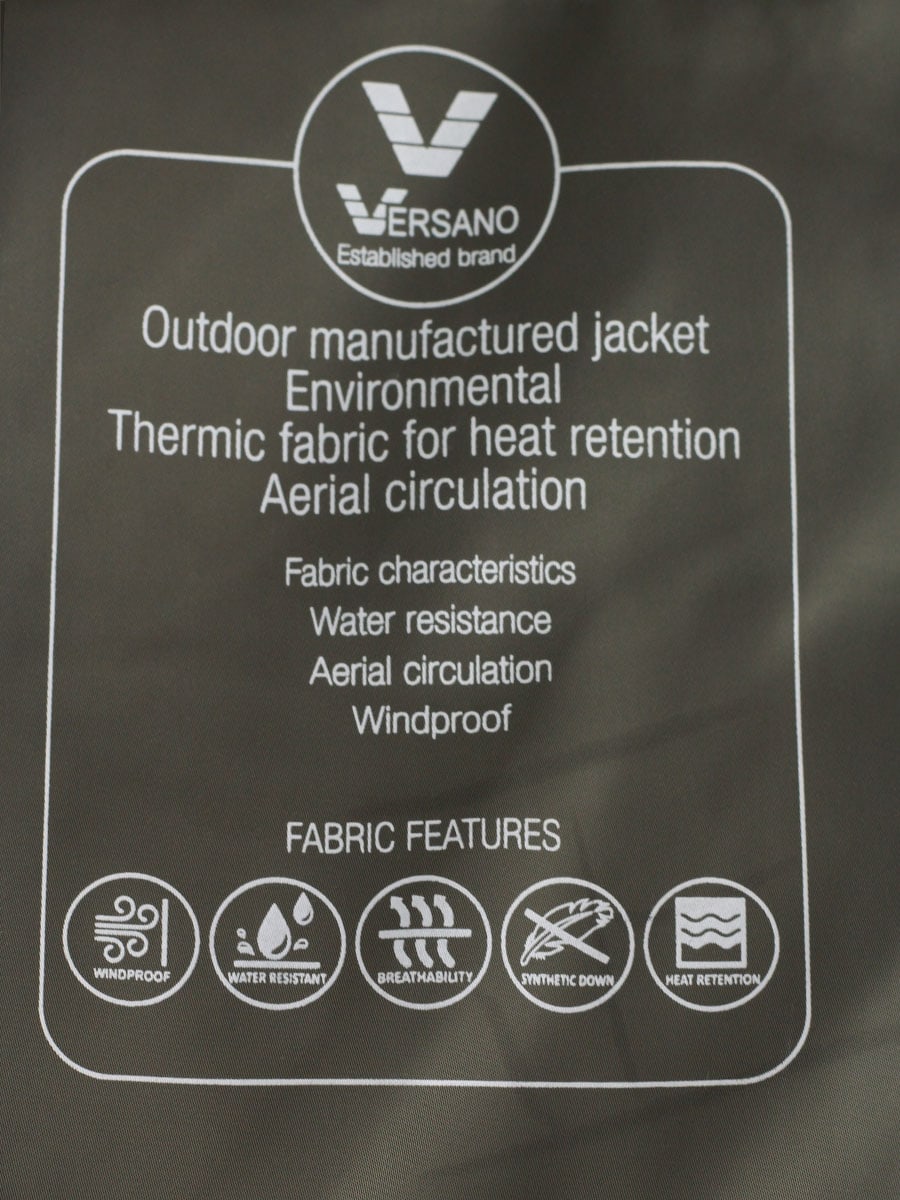 VERSANO
Established brand
Outdoor manufactured jacket
Environmental
Thermic fabric for heat retention
Aerial circulation
Fabric characteristics
Water resistance
Aerial circulation
Windproof
FABRIC FEATURES
WINDPROOF
WATER RESISTANT
BREATHABILITY
SYNTHETIC DOWN
HEAT RETENTION